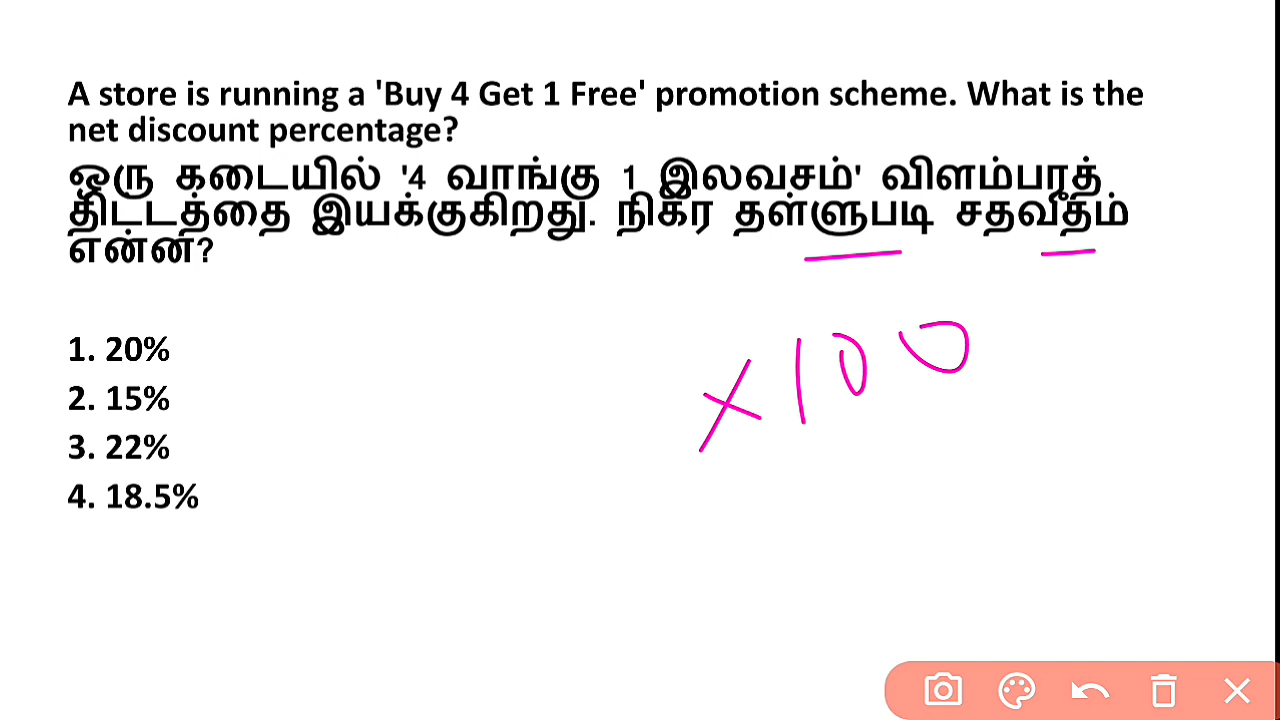 A store is running a 'Buy 4 Get 1 Free' promotion scheme. What is the
net discount percentage?
ஒரு கடையில் '4 வாங்கு 1 இலவசம்' விளம்பரத்
திட்டத்தை இயக்குகிறது. நிகர தள்ளுபடி சதவீதம்
என்ன?
× 100
1. 20%
2. 15%
3. 22%
4. 18.5%